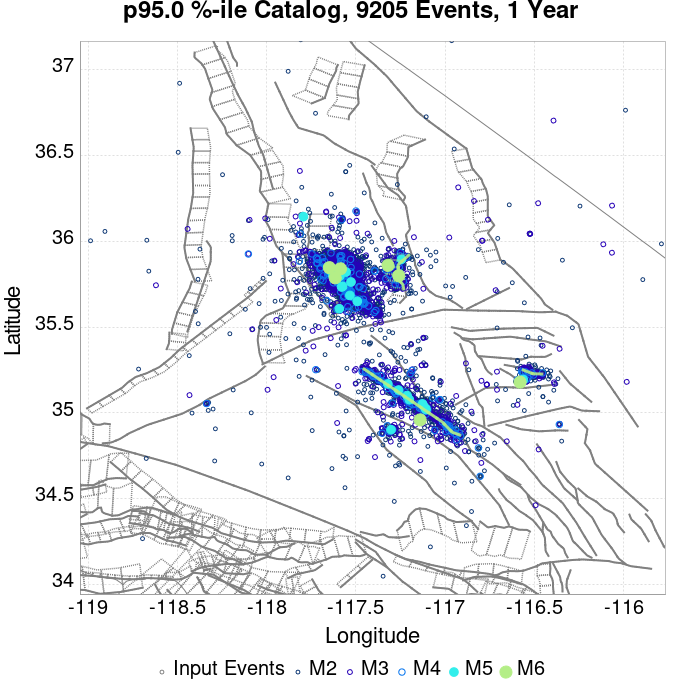 p95.0 %-ile Catalog, 9205 Events, 1 Year
37
36.5
36
35.5
35
34.5
34
Latitude
-119
-118.5
-118
-117.5
-117
-116.5
-116
Longitude
Input Events
M2
M3
M4
M5
M6